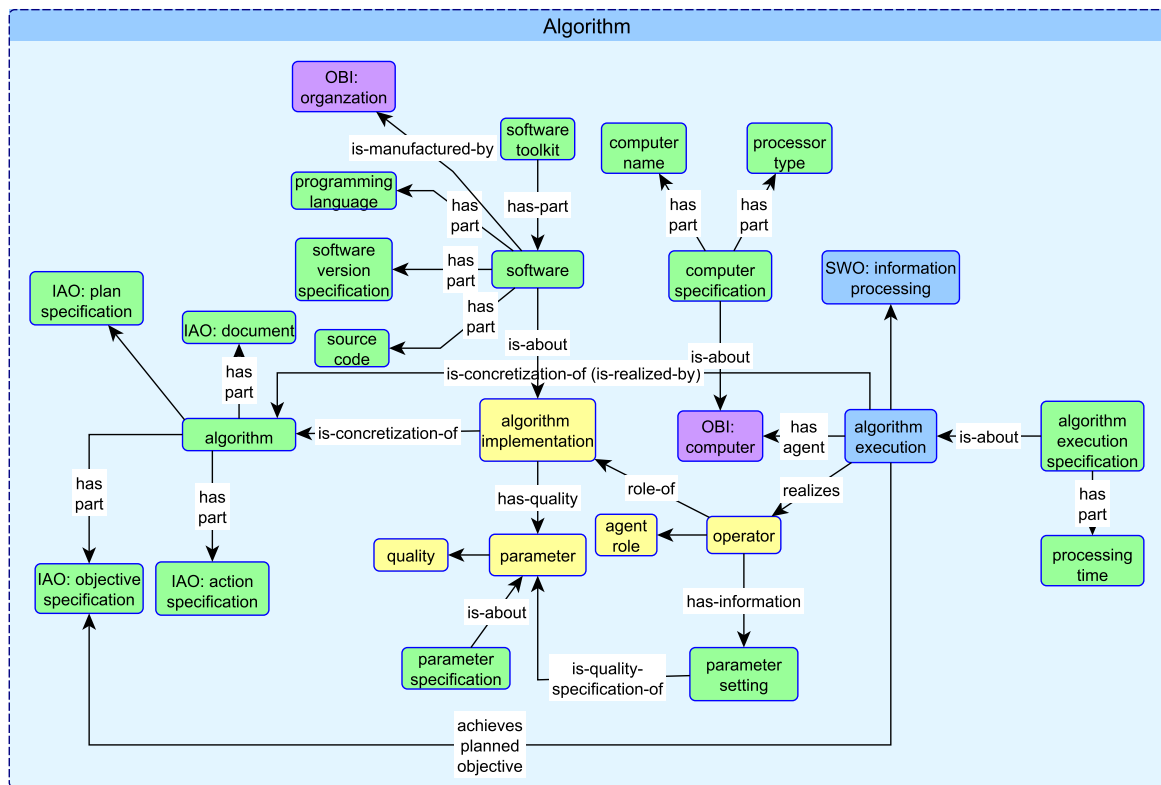 Algorithm
OBI:
organzation
software
toolkit
computer
name
processor
type
is-manufactured-by
programming
language
has
part
has-part
has
part
has
part
software
version
specification
has
part
software
computer
specification
SWO: information
processing
IAO: plan
specification
IAO: document
source
code
has
part
is-about
is-about
has
part
is-concretization-of (is-realized-by)
algorithm
is-concretization-of
algorithm
implementation
OBI:
computer
has
agent
algorithm
execution
is-about
algorithm
execution
specification
has
part
has
part
has-quality
role-of
realizes
has
part
quality
parameter
agent
role
operator
processing
time
IAO: objective
specification
IAO: action
specification
is-about
has-information
parameter
specification
is-quality-
specification-of
parameter
setting
achieves
planned
objective